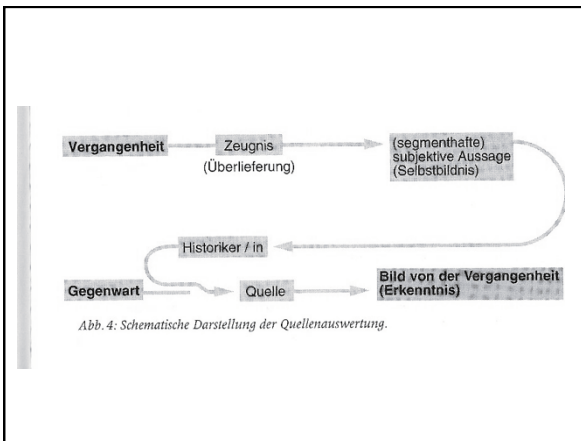 Vergangenheit
Zeugnis
(Überlieferung)
(segmenthafte)
subjektive Aussage
(Selbstbildnis)
Historiker / in
Gegenwart
Quelle
Bild von der Vergangenheit
(Erkenntnis)
Abb. 4: Schematische Darstellung der Quellenauswertung.